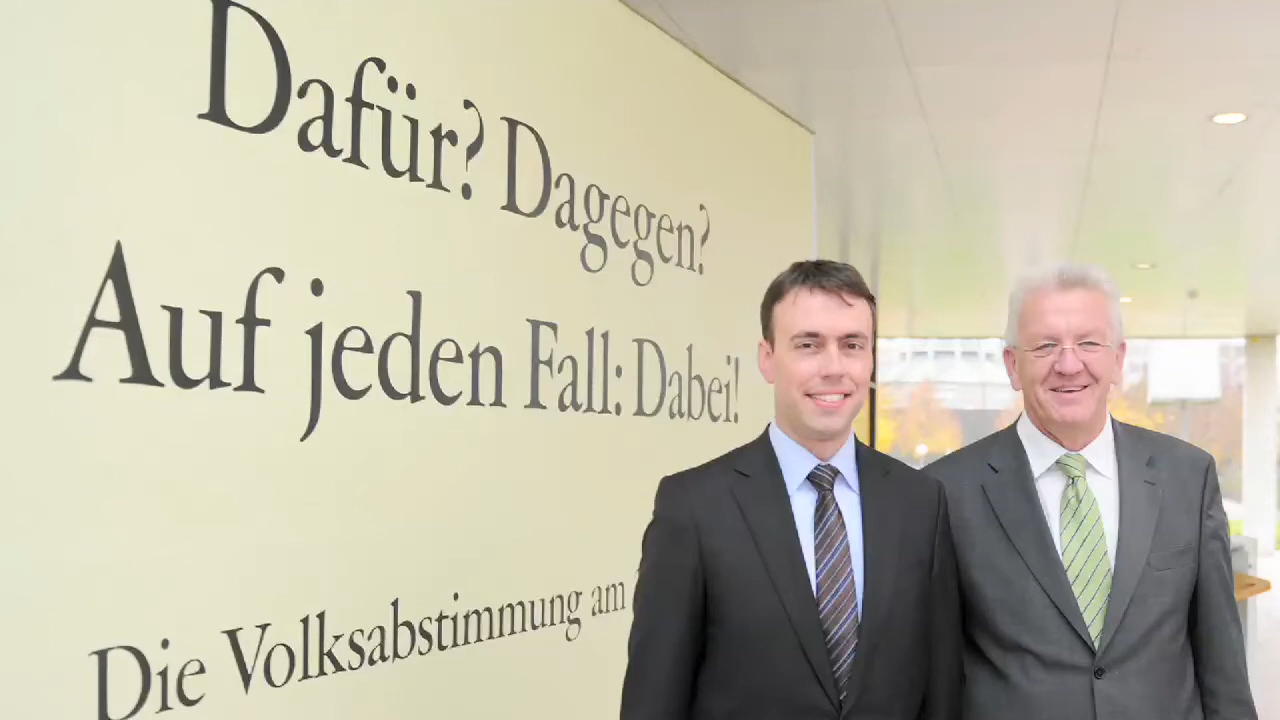 Dafür? Dagegen?
Auf jeden Fall: Dabei!
Die Volksabstimmung am